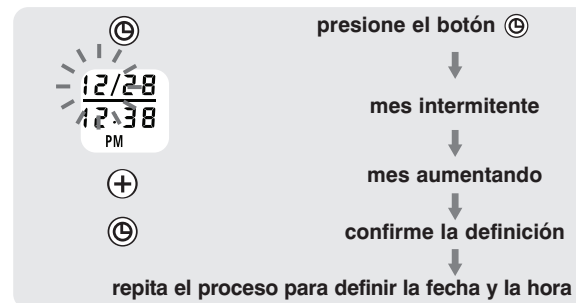 presione el botón
12/28
12:38
PM
mes intermitente
mes aumentando
confirme la definición
repita el proceso para definir la fecha y la hora